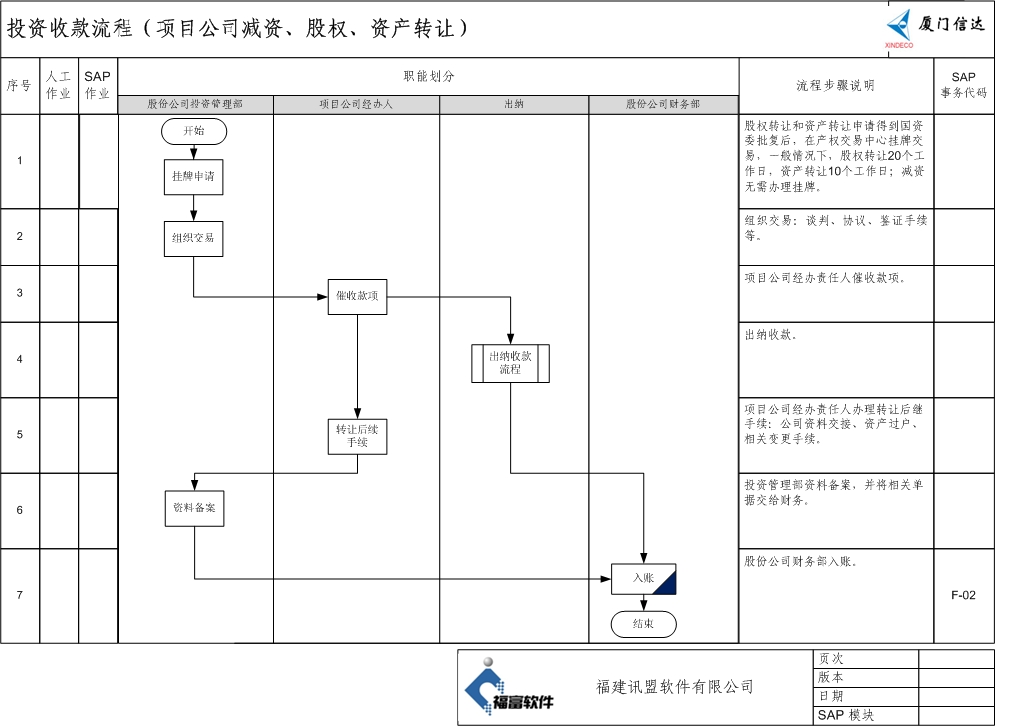 投资收款流程（项目公司减资、股权、资产转让）
厦门信达
XINDECO
序号
人工
作业
SAP
作业
职能划分
流程步骤说明
SAP
事务代码
股份公司投资管理部
项目公司经办人
出纳
股份公司财务部
1
开始
挂牌申请
股权转让和资产转让申请得到国资
委批复后，在产权交易中心挂牌交
易，一般情况下，股权转让20个工
作日，资产转让10个工作日；减资
无需办理挂牌。
2
组织交易
组织交易：谈判、协议、鉴证手续
等。
3
催收款项
项目公司经办责任人催收款项。
4
出纳收款
流程
出纳收款。
5
转让后续
手续
项目公司经办责任人办理转让后继
手续：公司资料交接、资产过户、
相关变更手续。
6
资料备案
投资管理部资料备案，并将相关单
据交给财务。
7
入账
结束
股份公司财务部入账。
F-02
福富软件
福建讯盟软件有限公司
页次
版本
日期
SAP 模块